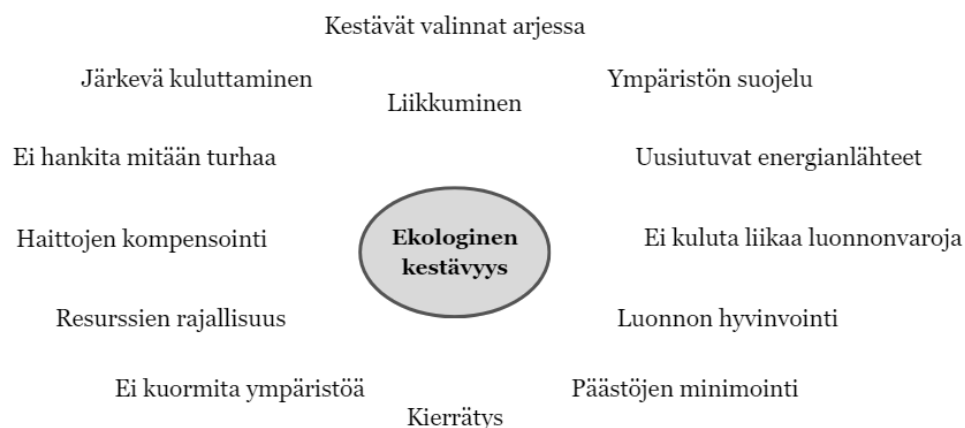 Kestävät valinnat arjessa
Järkevä kuluttaminen
Ympäristön suojelu
Liikkuminen
Ei hankita mitään turhaa
Uusiutuvat energianlähteet
Haittojen kompensointi
Ekologinen
kestävyys
Ei kuluta liikaa luonnonvaroja
Resurssien rajallisuus
Luonnon hyvinvointi
Ei kuormita ympäristöä
Päästöjen minimointi
Kierrätys